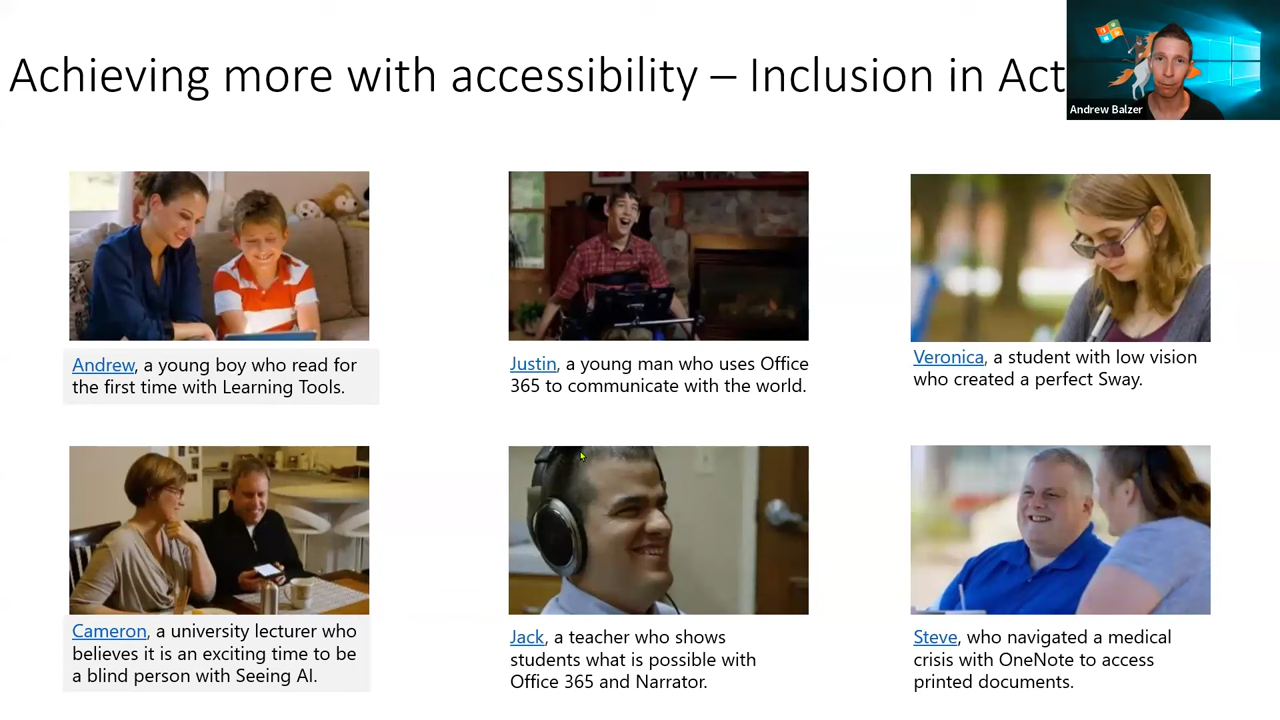 Achieving more with accessibility – Inclusion in Act
Andrew Balzer
Andrew, a young boy who read for
the first time with Learning Tools.
Justin, a young man who uses Office
365 to communicate with the world.
Veronica, a student with low vision
who created a perfect Sway.
Cameron, a university lecturer who
believes it is an exciting time to be
a blind person with Seeing AI.
Jack, a teacher who shows
students what is possible with
Office 365 and Narrator.
Steve, who navigated a medical
crisis with OneNote to access
printed documents.